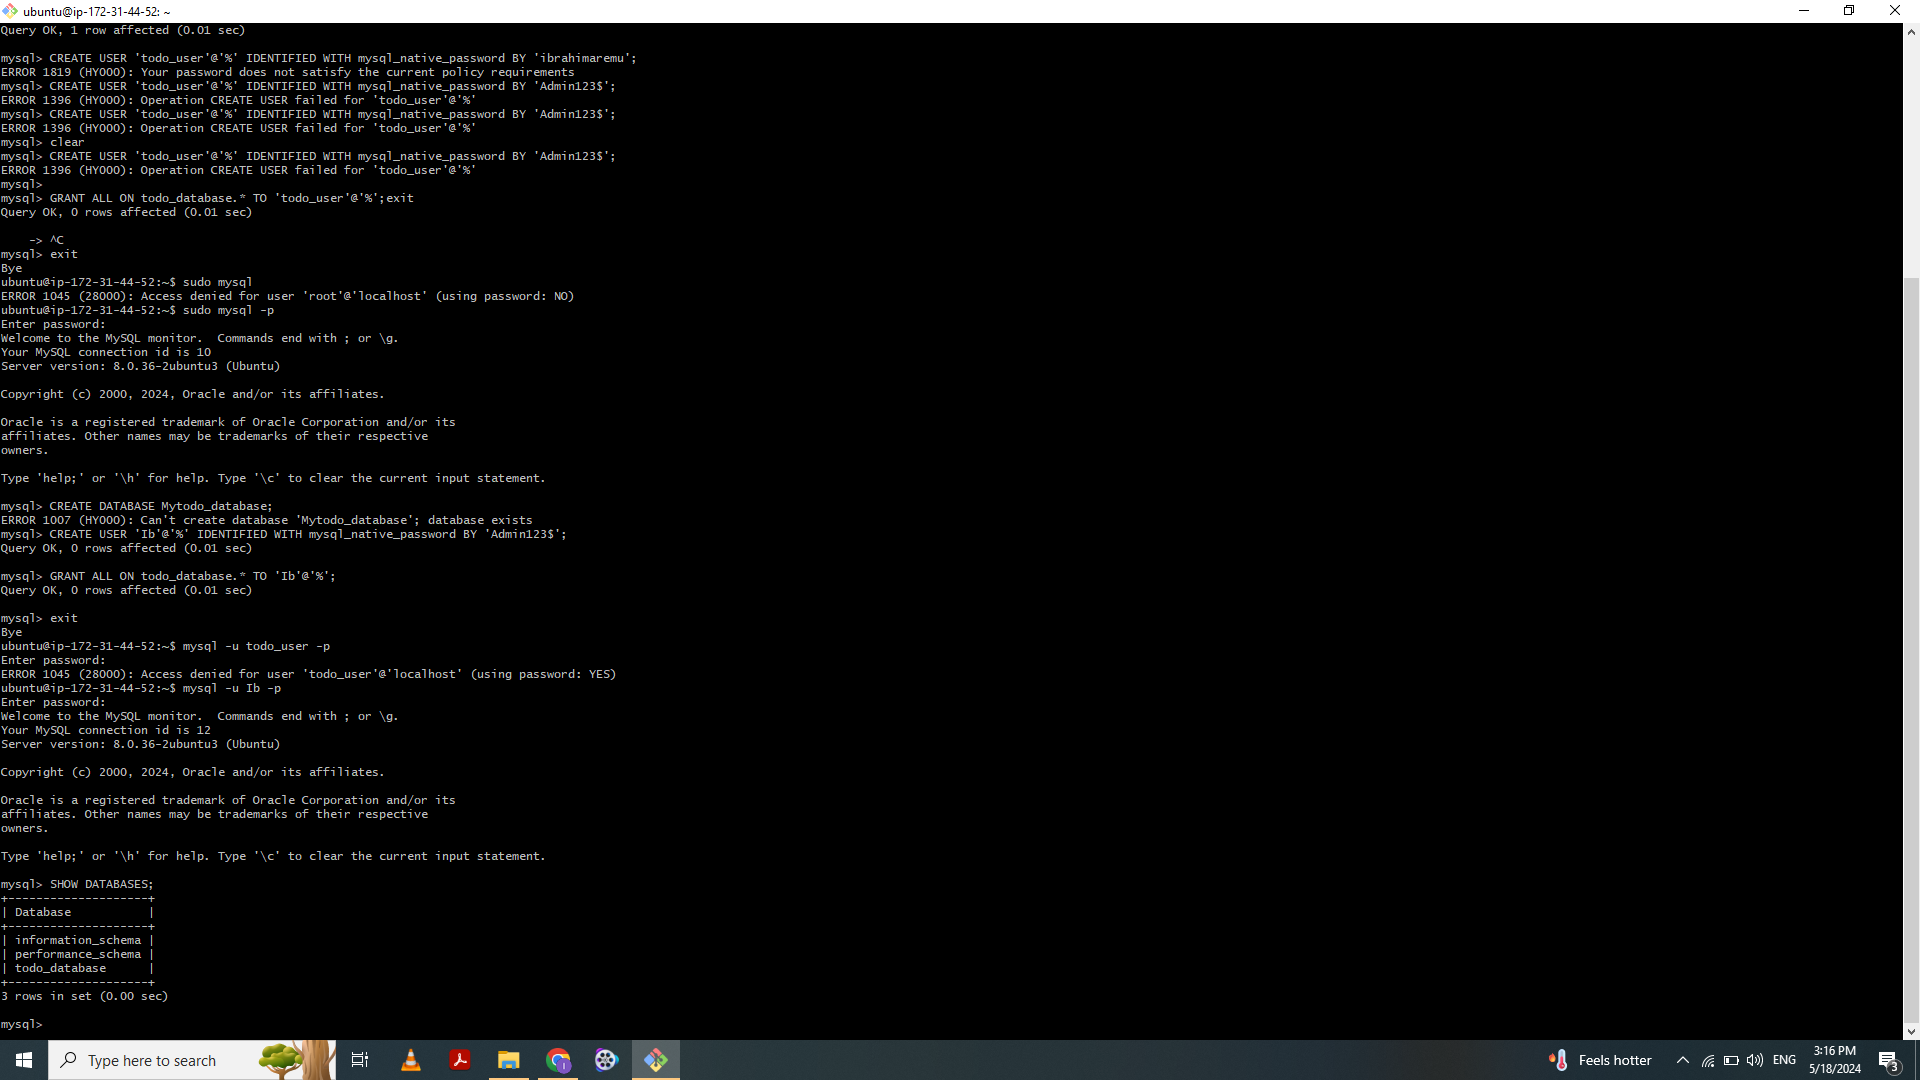 ubuntu@ip-172-31-44-52: ~
Query OK, 1 row affected (0.01 sec)
mysql> CREATE USER 'todo_user'@'%' IDENTIFIED WITH mysql_native_password BY 'ibrahimaremu';
ERROR 1819 (HY000): Your password does not satisfy the current policy requirements
mysql> CREATE USER 'todo_user'@'%' IDENTIFIED WITH mysql_native_password BY 'Admin123$';
ERROR 1396 (HY000): Operation CREATE USER failed for 'todo_user'@'%'
mysql> CREATE USER 'todo_user'@'%' IDENTIFIED WITH mysql_native_password BY 'Admin123$';
ERROR 1396 (HY000): Operation CREATE USER failed for 'todo_user'@'%'
mysql> clear
mysql> CREATE USER 'todo_user'@'%' IDENTIFIED WITH mysql_native_password BY 'Admin123$';
ERROR 1396 (HY000): Operation CREATE USER failed for 'todo_user'@'%'
mysql>
mysql> GRANT ALL ON todo_database.* TO 'todo_user'@'%';exit
Query OK, 0 rows affected (0.01 sec)
    -> ^C
mysql> exit
Bye
ubuntu@ip-172-31-44-52:~$ sudo mysql
ERROR 1045 (28000): Access denied for user 'root'@'localhost' (using password: NO)
ubuntu@ip-172-31-44-52:~$ sudo mysql -p
Enter password:
Welcome to the MySQL monitor.  Commands end with ; or \g.
Your MySQL connection id is 10
Server version: 8.0.36-2ubuntu3 (Ubuntu)
Copyright (c) 2000, 2024, Oracle and/or its affiliates.
Oracle is a registered trademark of Oracle Corporation and/or its
affiliates. Other names may be trademarks of their respective
owners.
Type 'help;' or '\h' for help. Type '\c' to clear the current input statement.
mysql> CREATE DATABASE Mytodo_database;
ERROR 1007 (HY000): Can't create database 'Mytodo_database'; database exists
mysql> CREATE USER 'Ib'@'%' IDENTIFIED WITH mysql_native_password BY 'Admin123$';
Query OK, 0 rows affected (0.01 sec)
mysql> GRANT ALL ON todo_database.* TO 'Ib'@'%';
Query OK, 0 rows affected (0.01 sec)
mysql> exit
Bye
ubuntu@ip-172-31-44-52:~$ mysql -u todo_user -p
Enter password:
ERROR 1045 (28000): Access denied for user 'todo_user'@'localhost' (using password: YES)
ubuntu@ip-172-31-44-52:~$ mysql -u Ib -p
Enter password:
Welcome to the MySQL monitor.  Commands end with ; or \g.
Your MySQL connection id is 12
Server version: 8.0.36-2ubuntu3 (Ubuntu)
Copyright (c) 2000, 2024, Oracle and/or its affiliates.
Oracle is a registered trademark of Oracle Corporation and/or its
affiliates. Other names may be trademarks of their respective
owners.
Type 'help;' or '\h' for help. Type '\c' to clear the current input statement.
mysql> SHOW DATABASES;
+--------------------+
| Database           |
+--------------------+
| information_schema |
| performance_schema |
| todo_database      |
+--------------------+
3 rows in set (0.00 sec)
mysql>
Type here to search
Feels hotter
ENG
3:16 PM
5/18/2024
3